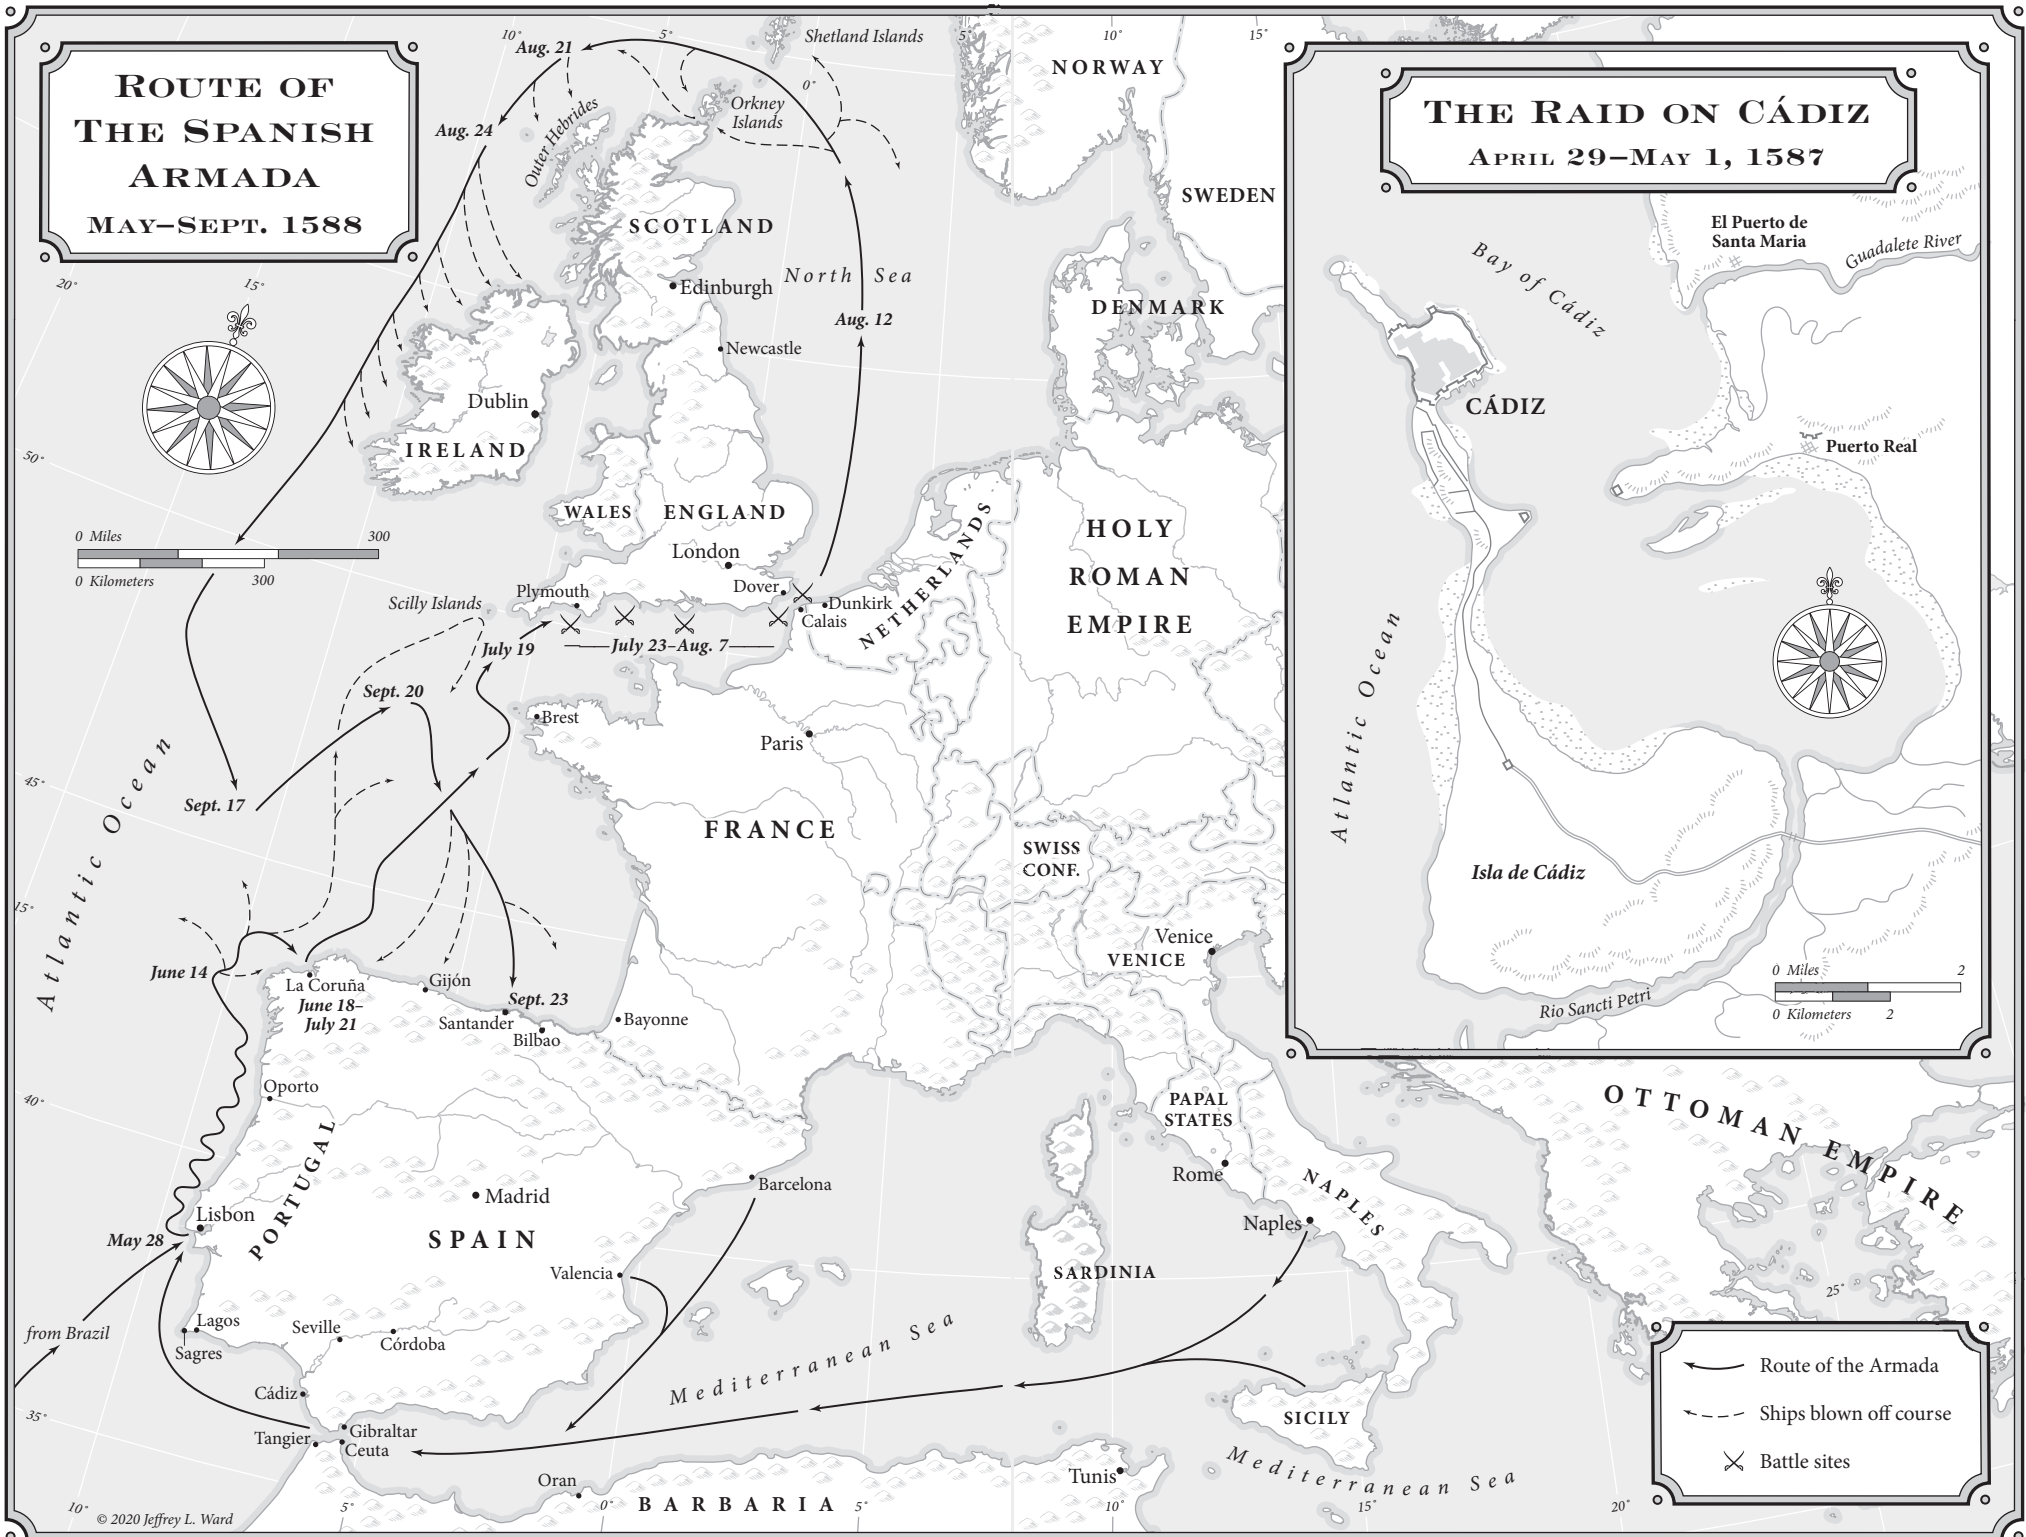 ROUTE OF
THE SPANISH
ARMADA
MAY–SEPT. 1588
THE RAID ON CÁDIZ
APRIL 29–MAY 1, 1587
10°
5°
0°
5°
10°
15°
Aug. 21
Shetland Islands
NORWAY
Orkney
Islands
Outer Hebrides
Aug. 24
SWEDEN
SCOTLAND
North Sea
Edinburgh
20°
15°
DENMARK
Aug. 12
Newcastle
Dublin
IRELAND
50°
WALES
ENGLAND
HOLY
ROMAN
EMPIRE
NETHERLANDS
0 Miles 300
0 Kilometers 300
London
Dover
Plymouth
Scilly Islands
Dunkirk
Calais
July 19
July 23–Aug. 7
Sept. 20
Brest
Paris
45°
Sept. 17
Atlantic Ocean
FRANCE
SWISS
CONF.
15°
June 14
La Coruña
June 18–
July 21
Gijón
Sept. 23
Santander
Bilbao
Bayonne
Venice
VENICE
Oporto
40°
PORTUGAL
Madrid
SPAIN
Barcelona
PAPAL
STATES
Rome
NAPLES
Naples
Lisbon
May 28
Valencia
SARDINIA
OTTOMAN EMPIRE
25°
from Brazil
Lagos
Sagres
Seville
Córdoba
Mediterranean Sea
Cádiz
35°
Tangier
Gibraltar
Ceuta
SICILY
Mediterranean Sea
Oran
BARBARIA
Tunis
10°
5°
0°
5°
10°
15°
20°
© 2020 Jeffrey L. Ward
El Puerto de
Santa Maria
Guadalete River
Bay of Cádiz
CÁDIZ
Puerto Real
Atlantic Ocean
Isla de Cádiz
Rio Sancti Petri
0 Miles 2
0 Kilometers 2
Route of the Armada
Ships blown off course
Battle sites